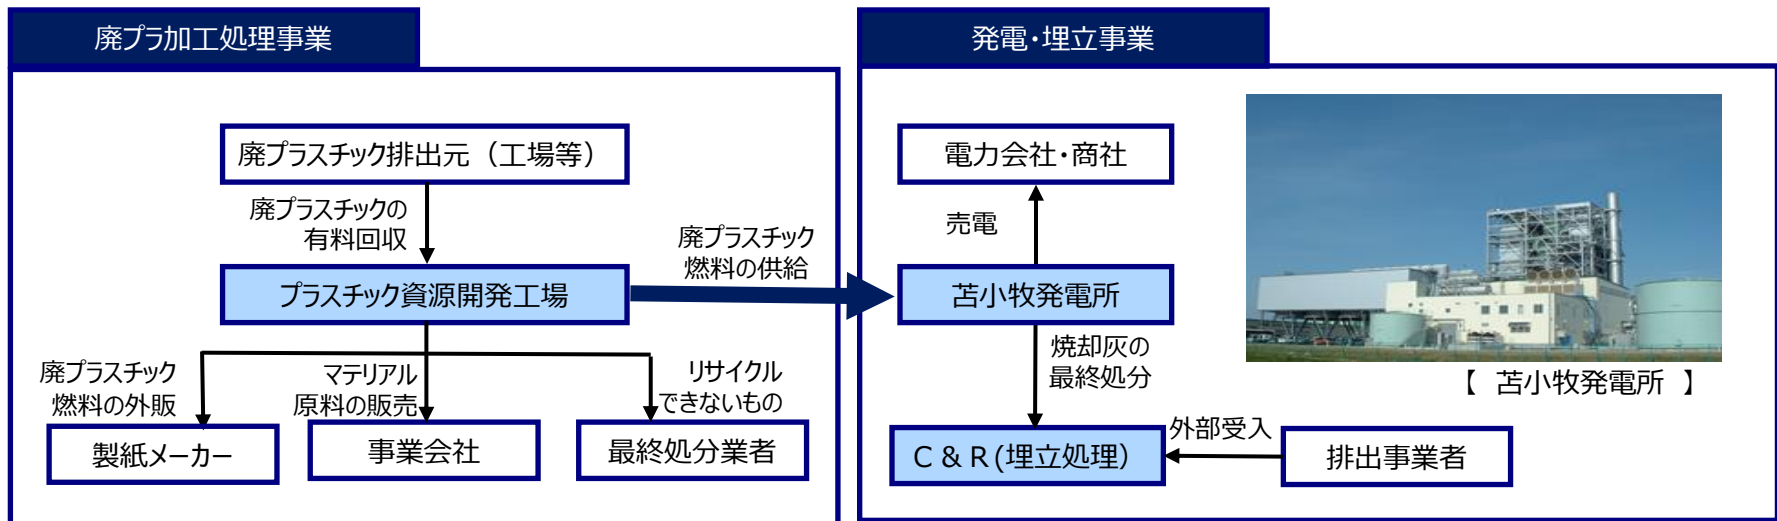 廃プラ加工処理事業
廃プラスチック排出元（工場等）
廃プラスチックの
有料回収
プラスチック資源開発工場
廃プラスチック
燃料の供給
廃プラスチック
燃料の外販
マテリアル
原料の販売
リサイクル
できないもの
製紙メーカー
事業会社
最終処分業者
発電・埋立事業
電力会社・商社
売電
苫小牧発電所
焼却灰の
最終処分
C & R (埋立処理）
外部受入
排出事業者
【 苫小牧発電所 】